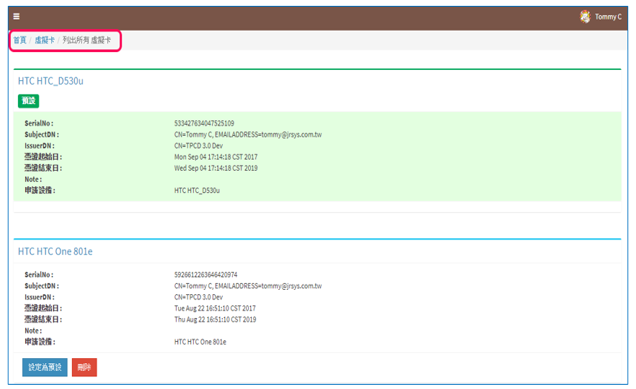 Tommy C
首頁 / 虛擬卡 / 列出所有 虛擬卡
HTC HTC_D530u
預設
SerialNo : 533427634047525109
SubjectDN : CN=Tommy C, EMAILADDRESS=tommy@jrsys.com.tw
IssuerDN : CN=TPCD 3.0 Dev
憑證起始日 : Mon Sep 04 17:14:18 CST 2017
憑證結束日 : Wed Sep 04 17:14:18 CST 2019
Note :
申請設備 : HTC HTC_D530u
HTC HTC One 801e
SerialNo : 5926612263646420974
SubjectDN : CN=Tommy C, EMAILADDRESS=tommy@jrsys.com.tw
IssuerDN : CN=TPCD 3.0 Dev
憑證起始日 : Tue Aug 22 16:51:10 CST 2017
憑證結束日 : Thu Aug 22 16:51:10 CST 2019
Note :
申請設備 : HTC HTC One 801e
設定為預設 刪除